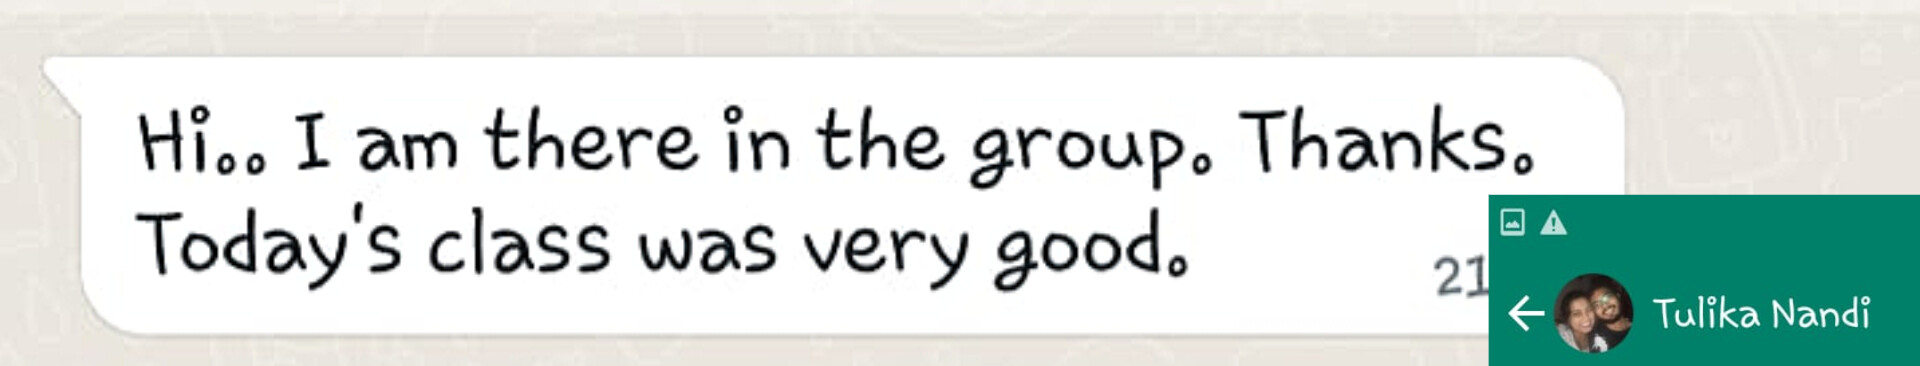 Hi.. I am there in the group. Thanks.
Today's class was very good.
21
Tulika Nandi